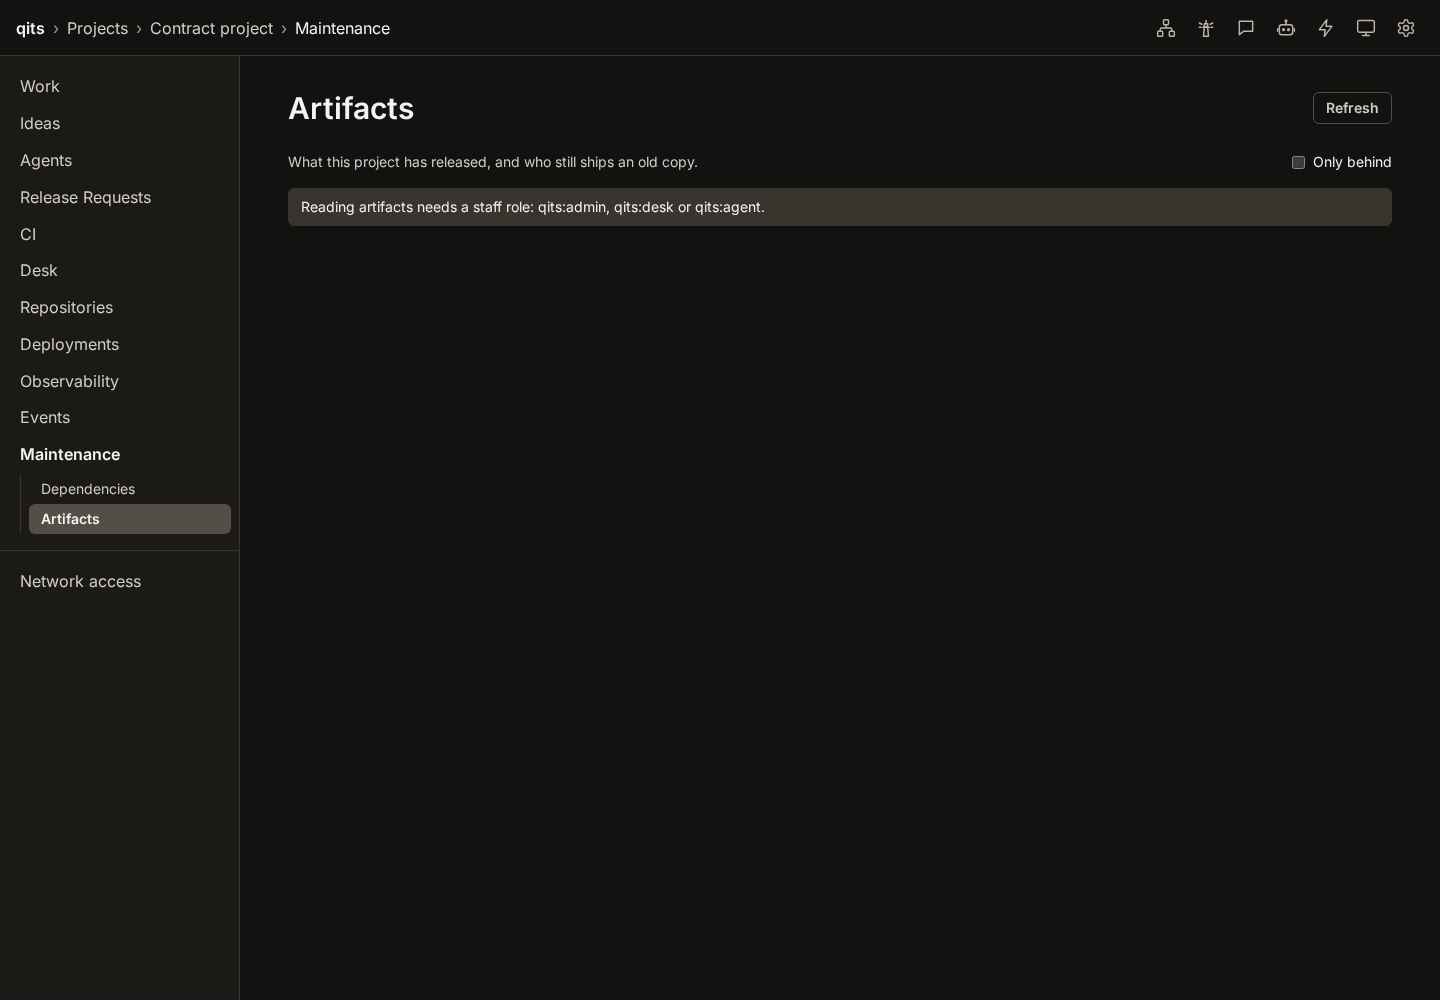 qits › Projects › Contract project › Maintenance
Work
Ideas
Agents
Release Requests
CI
Desk
Repositories
Deployments
Observability
Events
Maintenance
Dependencies
Artifacts
Network access
Artifacts
Refresh
What this project has released, and who still ships an old copy.
Only behind
Reading artifacts needs a staff role: qits:admin, qits:desk or qits:agent.